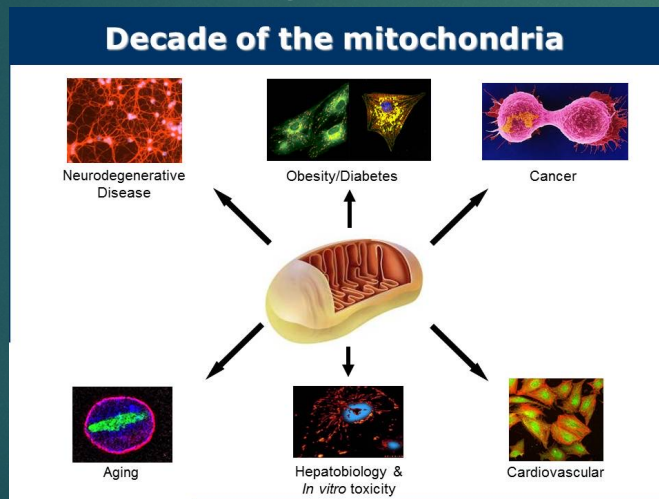 Decade of the mitochondria
Neurodegenerative
Disease
Obesity/Diabetes
Cancer
Aging
Hepatobiology &
In vitro toxicity
Cardiovascular